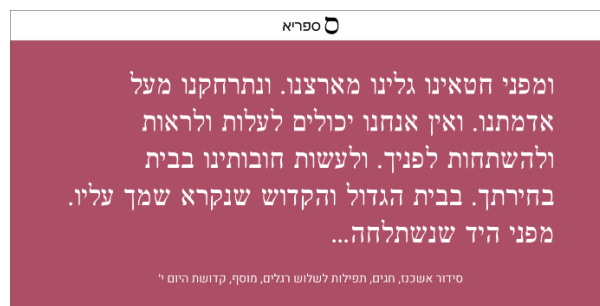 ספריא
ומפני חטאינו גלינו מארצנו. ונתרחקנו מעל
אדמתנו. ואין אנחנו יכולים לעלות ולראות
ולהשתחות לפניך. ולעשות חובותינו בבית
בחירתך. בבית הגדול והקדוש שנקרא שמך עליו.
מפני היד שנשתלחה...
סידור אשכנז, חגים, תפילות לשלוש רגלים, מוסף, קדושת היום י׳